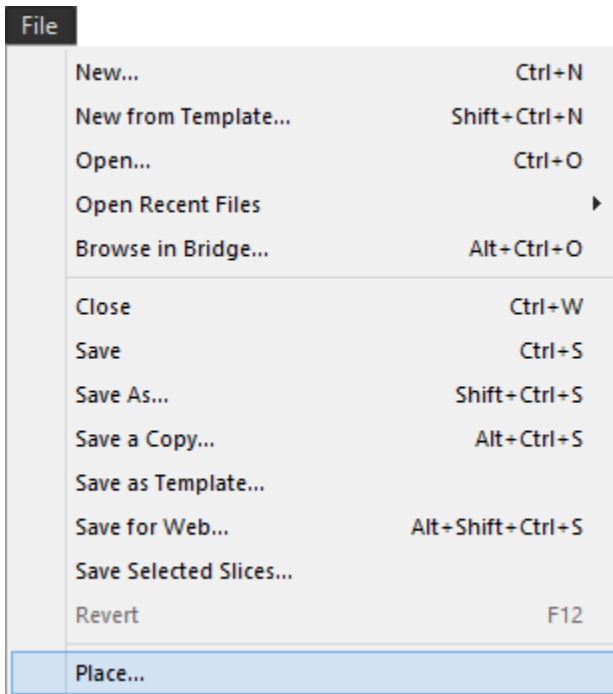 File
New... Ctrl+N
New from Template... Shift+Ctrl+N
Open... Ctrl+O
Open Recent Files
Browse in Bridge... Alt+Ctrl+O
Close Ctrl+W
Save Ctrl+S
Save As... Shift+Ctrl+S
Save a Copy... Alt+Ctrl+S
Save as Template...
Save for Web... Alt+Shift+Ctrl+S
Save Selected Slices...
Revert F12
Place...